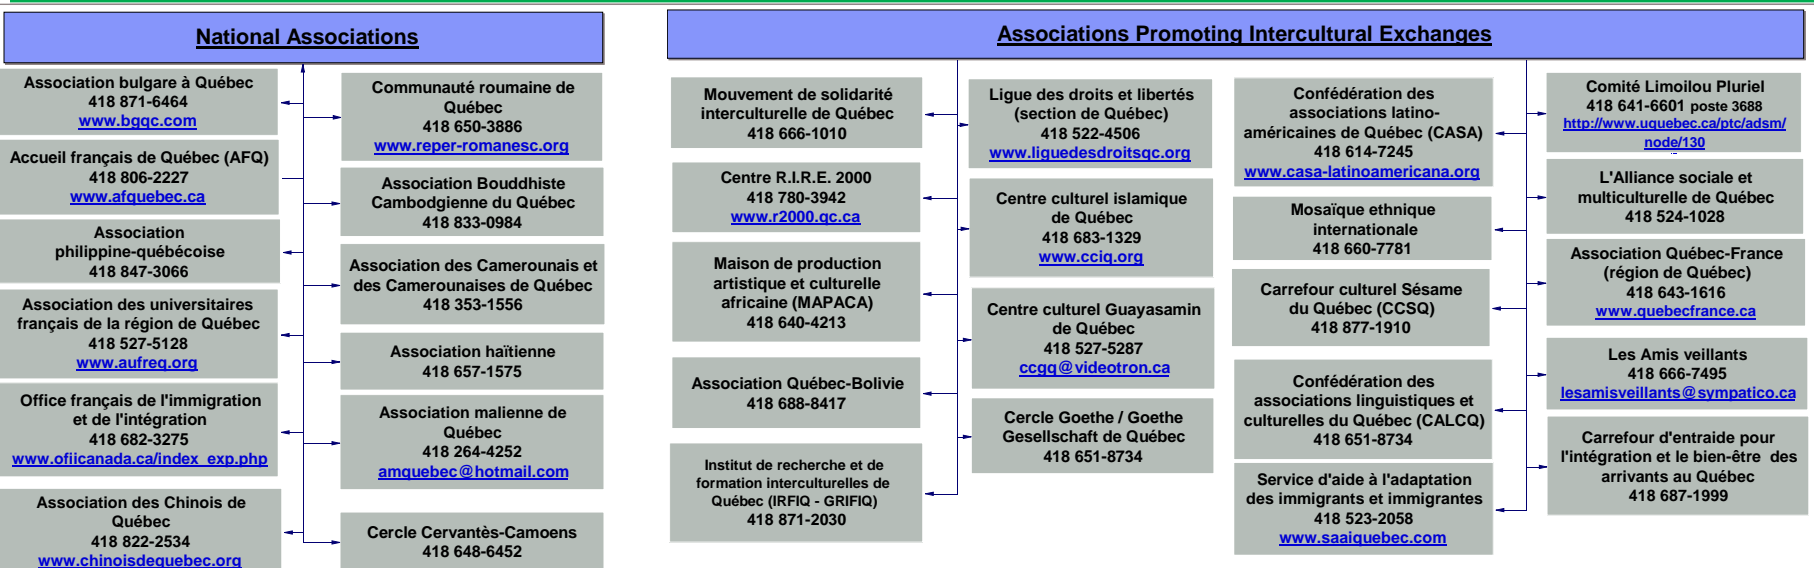 National Associations
Association bulgare à Québec
418 871-6464
www.bgqc.com
Accueil français de Québec (AFQ)
418 806-2227
www.afquebec.ca
Association
philippine-québécoise
418 847-3066
Association des universitaires
français de la région de Québec
418 527-5128
www.aufreq.org
Office français de l'immigration
et de l'intégration
418 682-3275
www.ofiicanada.ca/index_exp.php
Association des Chinois de
Québec
418 822-2534
www.chinoisdequebec.org
Communauté roumaine de
Québec
418 650-3886
www.reper-romanesc.org
Association Bouddhiste
Cambodgienne du Québec
418 833-0984
Association des Camerounais et
des Camerounaises de Québec
418 353-1556
Association haïtienne
418 657-1575
Association malienne de
Québec
418 264-4252
amquebec@hotmail.com
Cercle Cervantès-Camoens
418 648-6452
Associations Promoting Intercultural Exchanges
Mouvement de solidarité
interculturelle de Québec
418 666-1010
Centre R.I.R.E. 2000
418 780-3942
www.r2000.qc.ca
Maison de production
artistique et culturelle
africaine (MAPACA)
418 640-4213
Association Québec-Bolivie
418 688-8417
Institut de recherche et de
formation interculturelles de
Québec (IRFIQ - GRIFIQ)
418 871-2030
Ligue des droits et libertés
(section de Québec)
418 522-4506
www.liguedesdroitsqc.org
Centre culturel islamique
de Québec
418 683-1329
www.cciq.org
Centre culturel Guayasamin
de Québec
418 527-5287
ccgq@videotron.ca
Cercle Goethe / Goethe
Gesellschaft de Québec
418 651-8734
Confédération des
associations latino-
américaines de Québec (CASA)
418 614-7245
www.casa-latinoamericana.org
Mosaïque ethnique
internationale
418 660-7781
Carrefour culturel Sésame
du Québec (CCSQ)
418 877-1910
Confédération des
associations linguistiques et
culturelles du Québec (CALCQ)
418 651-8734
Service d'aide à l'adaptation
des immigrants et immigrantes
418 523-2058
www.saaiquebec.com
Comité Limoilou Pluriel
418 641-6601 poste 3688
http://www.uquebec.ca/ptc/adsm/
node/130
L'Alliance sociale et
multiculturelle de Québec
418 524-1028
Association Québec-France
(région de Québec)
418 643-1616
www.quebecfrance.ca
Les Amis veillants
418 666-7495
lesamisveillants@sympatico.ca
Carrefour d'entraide pour
l'intégration et le bien-être des
arrivants au Québec
418 687-1999